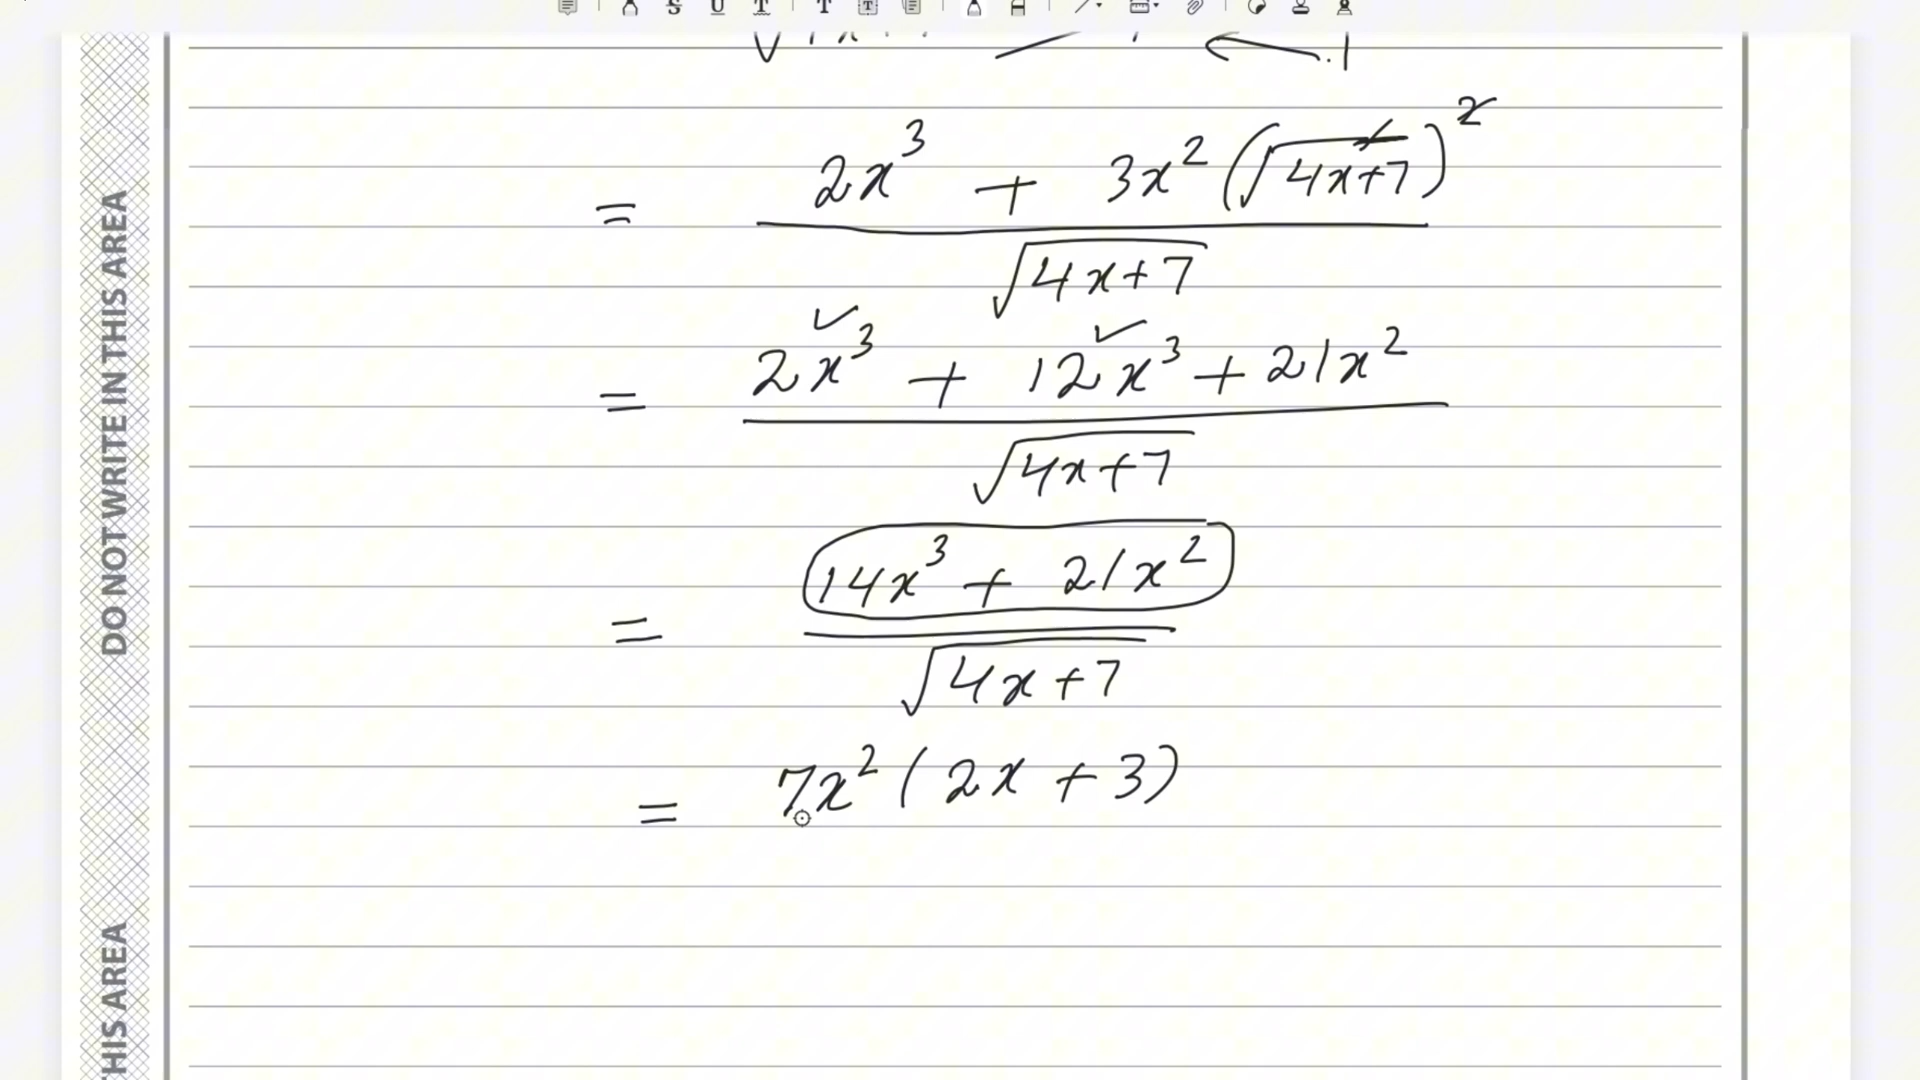 = 2x³ + 3x²(√4x+7)²
√4x+7
= 2x³ + 12x³ + 21x²
√4x+7
= 14x³ + 21x²
√4x+7
= 7x²(2x + 3)
DO NOT WRITE IN THIS AREA
THIS AREA